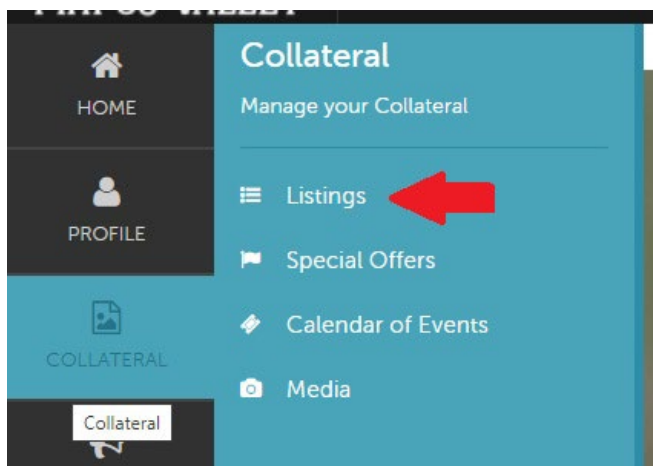 HOME
PROFILE
COLLATERAL
Collateral
Collateral
Manage your Collateral
Listings
Special Offers
Calendar of Events
Media